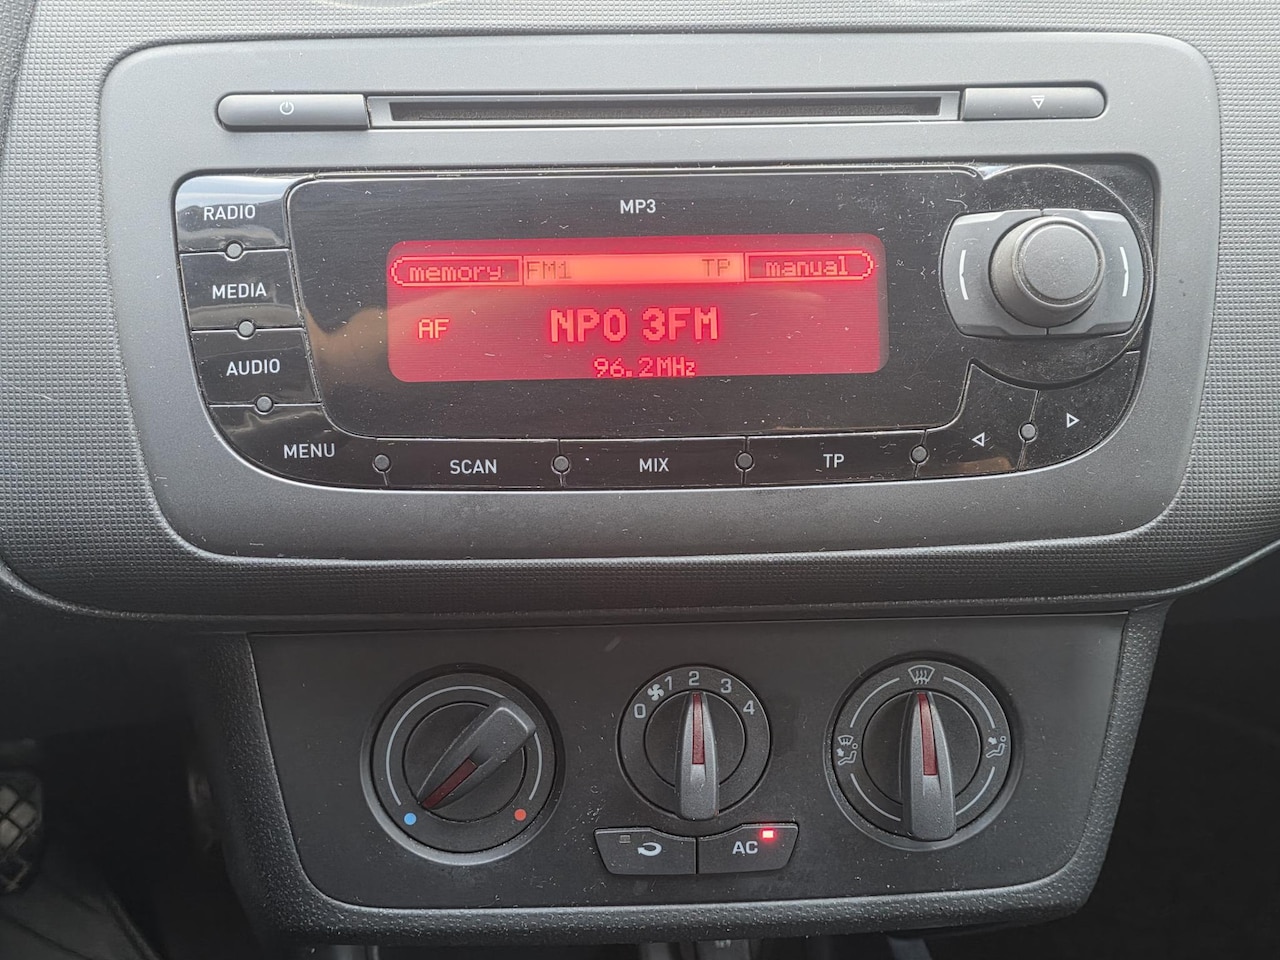 MP3
RADIO
MEDIA
AUDIO
memory FM1 TP manual
AF NPO 3FM
96.2MHz
MENU SCAN MIX TP
0 1 2 3 4
AC